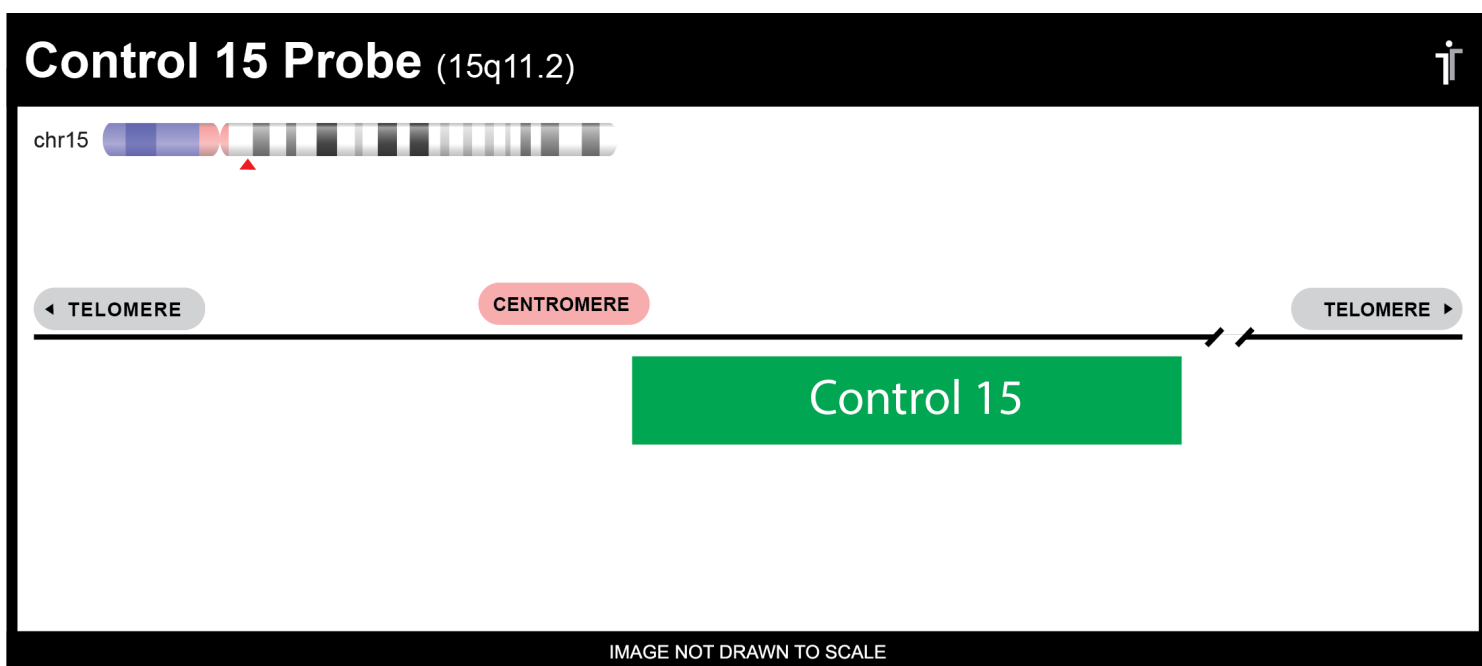 Control 15 Probe (15q11.2)
chr15
TELOMERE
CENTROMERE
TELOMERE
Control 15
IMAGE NOT DRAWN TO SCALE